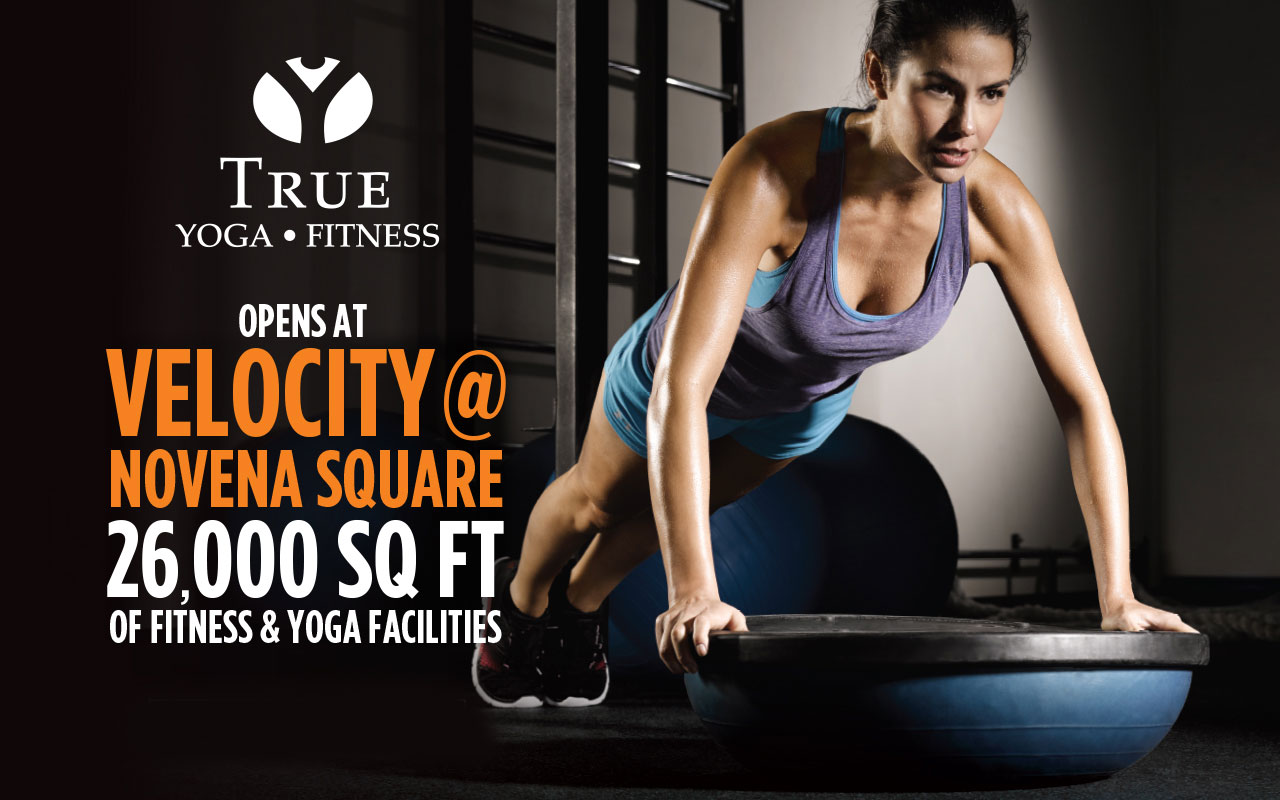 TRUE
YOGA • FITNESS
OPENS AT
VELOCITY@
NOVENA SQUARE
26,000 SQ FT
OF FITNESS & YOGA FACILITIES